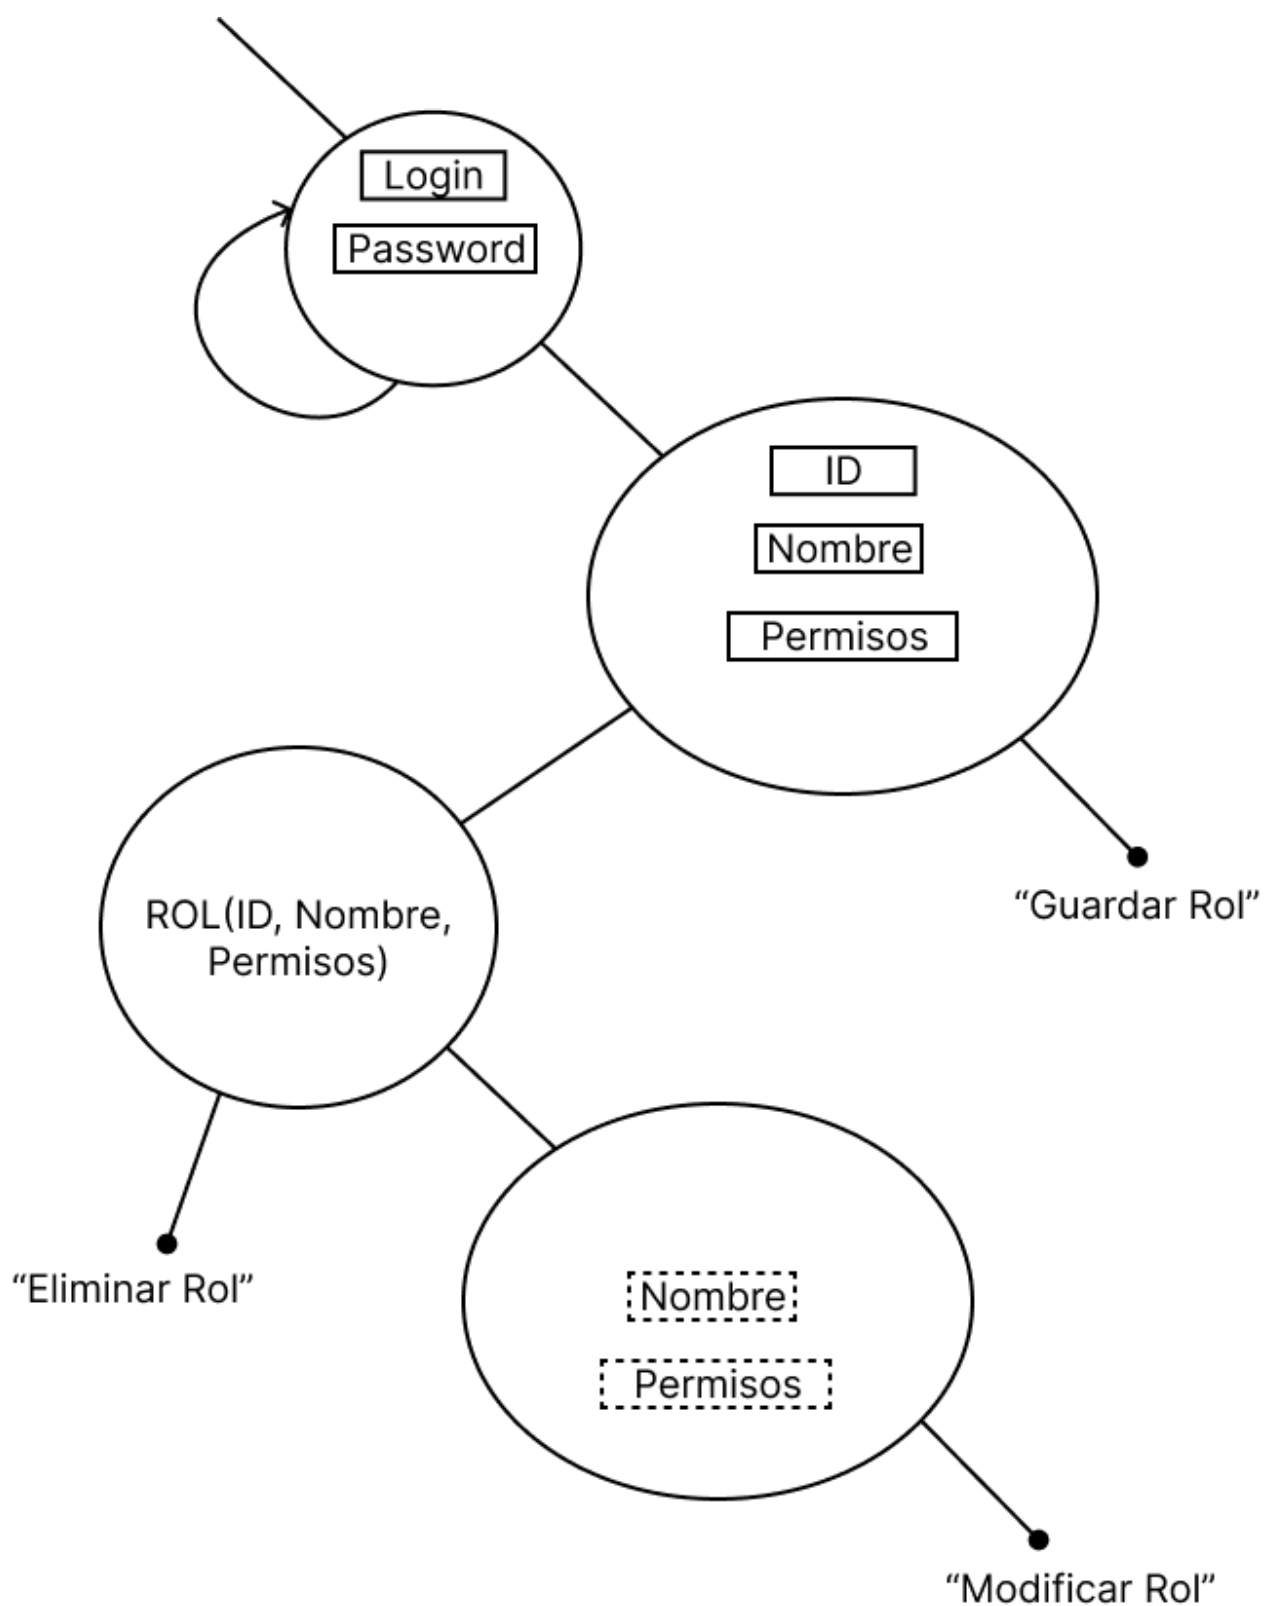 Login
Password
ID
Nombre
Permisos
“Guardar Rol”
ROL(ID, Nombre,
Permisos)
“Eliminar Rol”
Nombre
Permisos
“Modificar Rol”